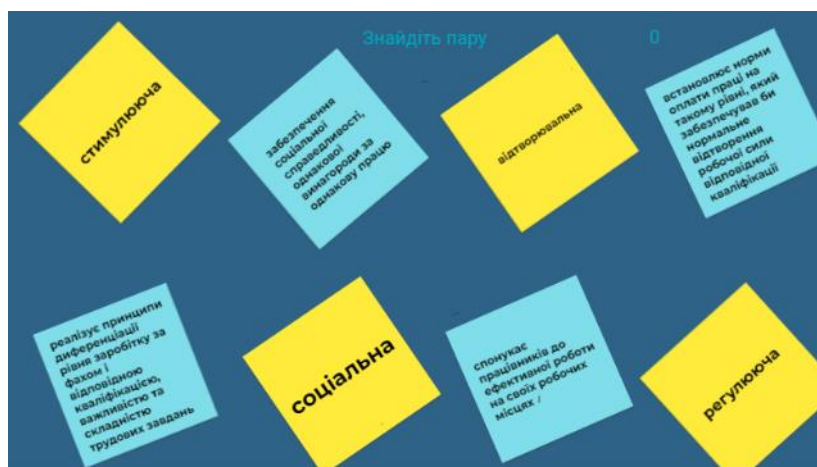 Знайдіть пару
0
стимулююча
забезпечення
соціальної
справедливості,
однакової
винагороди за
однакову працю
відтворювальна
встановлює норми
оплати праці на
такому рівні, який
забезпечував би
нормальне
відтворення
робочої сили
відповідної
кваліфікації
реалізує принципи
диференціації
рівня заробітку за
фахом і
відповідною
кваліфікацією,
важливістю та
складністю
трудових завдань
соціальна
спонукає
працівників до
ефективної роботи
на своїх робочих
місцях /
регулююча